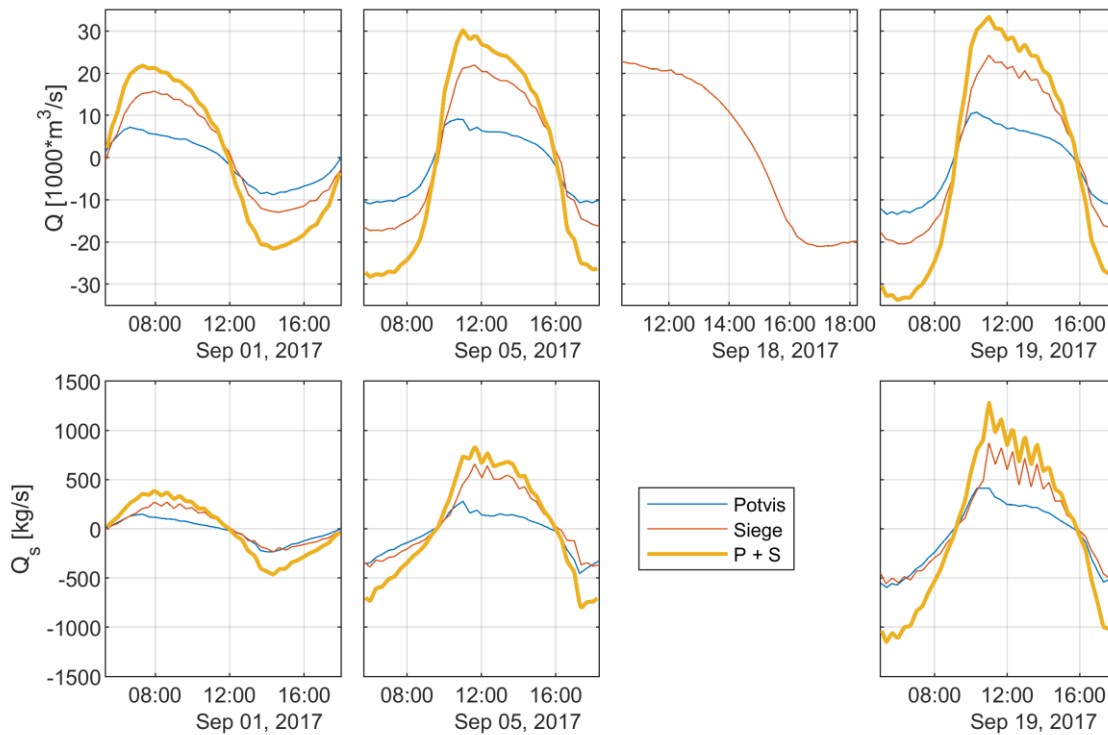 Q [1000*m³/s]
30
20
10
0
-10
-20
-30
08:00 12:00 16:00
Sep 01, 2017
08:00 12:00 16:00
Sep 05, 2017
12:00 14:00 16:00 18:00
Sep 18, 2017
08:00 12:00 16:00
Sep 19, 2017
Qₛ [kg/s]
1500
1000
500
0
-500
-1000
-1500
08:00 12:00 16:00
Sep 01, 2017
08:00 12:00 16:00
Sep 05, 2017
Potvis
Siege
P + S
08:00 12:00 16:00
Sep 19, 2017